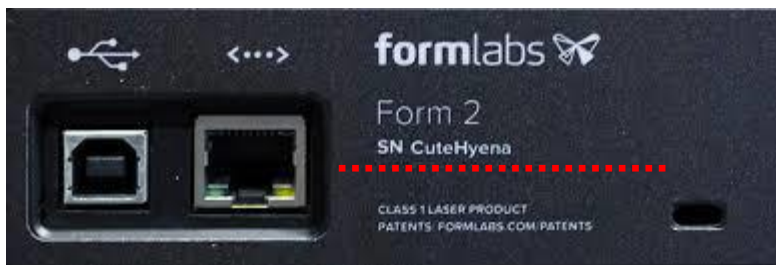 formlabs
Form 2
SN CuteHyena
CLASS 1 LASER PRODUCT
PATENTS: FORMLABS.COM/PATENTS